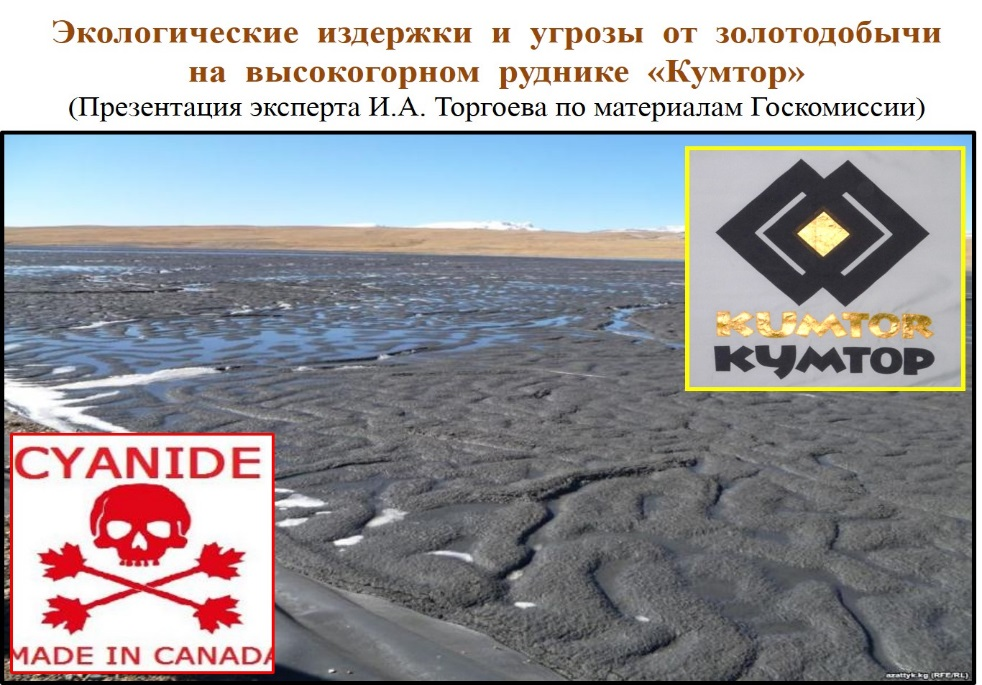 Экологические издержки и угрозы от золотодобычи
на высокогорном руднике «Кумтор»
(Презентация эксперта И.А. Торгоева по материалам Госкомиссии)
KUMTOR
КУМТОР
CYANIDE
MADE IN CANADA
azattyk.kg (RFE/RL)